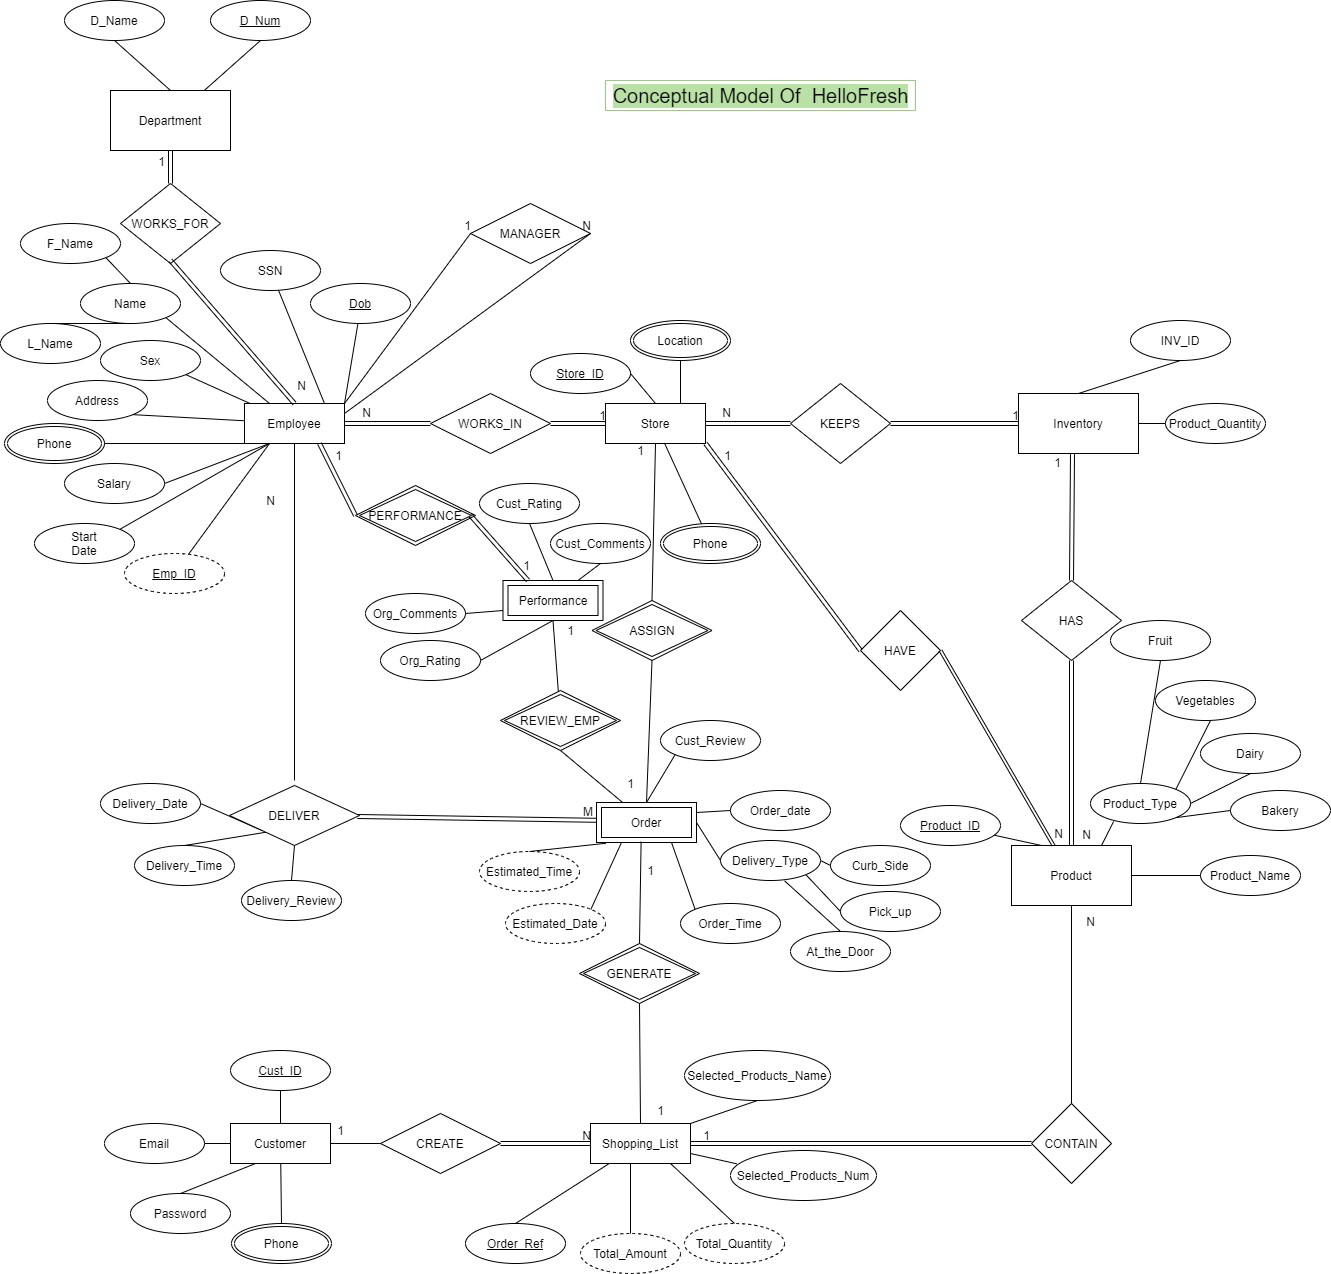 D_Name
D_Num
Conceptual Model Of  HelloFresh
Department
1
WORKS_FOR
F_Name
Name
L_Name
SSN
Dob
1
MANAGER
N
Sex
Address
Phone
Salary
Start
Date
Emp_ID
N
Employee
N
WORKS_IN
1
Store_ID
Location
Store
N
KEEPS
1
INV_ID
Inventory
Product_Quantity
N
1
PERFORMANCE
1
Cust_Rating
Cust_Comments
Performance
Org_Comments
Org_Rating
1
1
1
Phone
ASSIGN
HAVE
1
HAS
Fruit
Vegetables
Dairy
Bakery
Product_Type
REVIEW_EMP
Cust_Review
1
Delivery_Date
DELIVER
Delivery_Time
Delivery_Review
M
Order
Order_date
Delivery_Type
Curb_Side
Pick_up
At_the_Door
Estimated_Time
Estimated_Date
1
Order_Time
Product_ID
N
N
Product
Product_Name
N
GENERATE
Cust_ID
Email
Customer
Password
Phone
1
CREATE
N
1
Shopping_List
1
Selected_Products_Name
Selected_Products_Num
CONTAIN
Order_Ref
Total_Amount
Total_Quantity